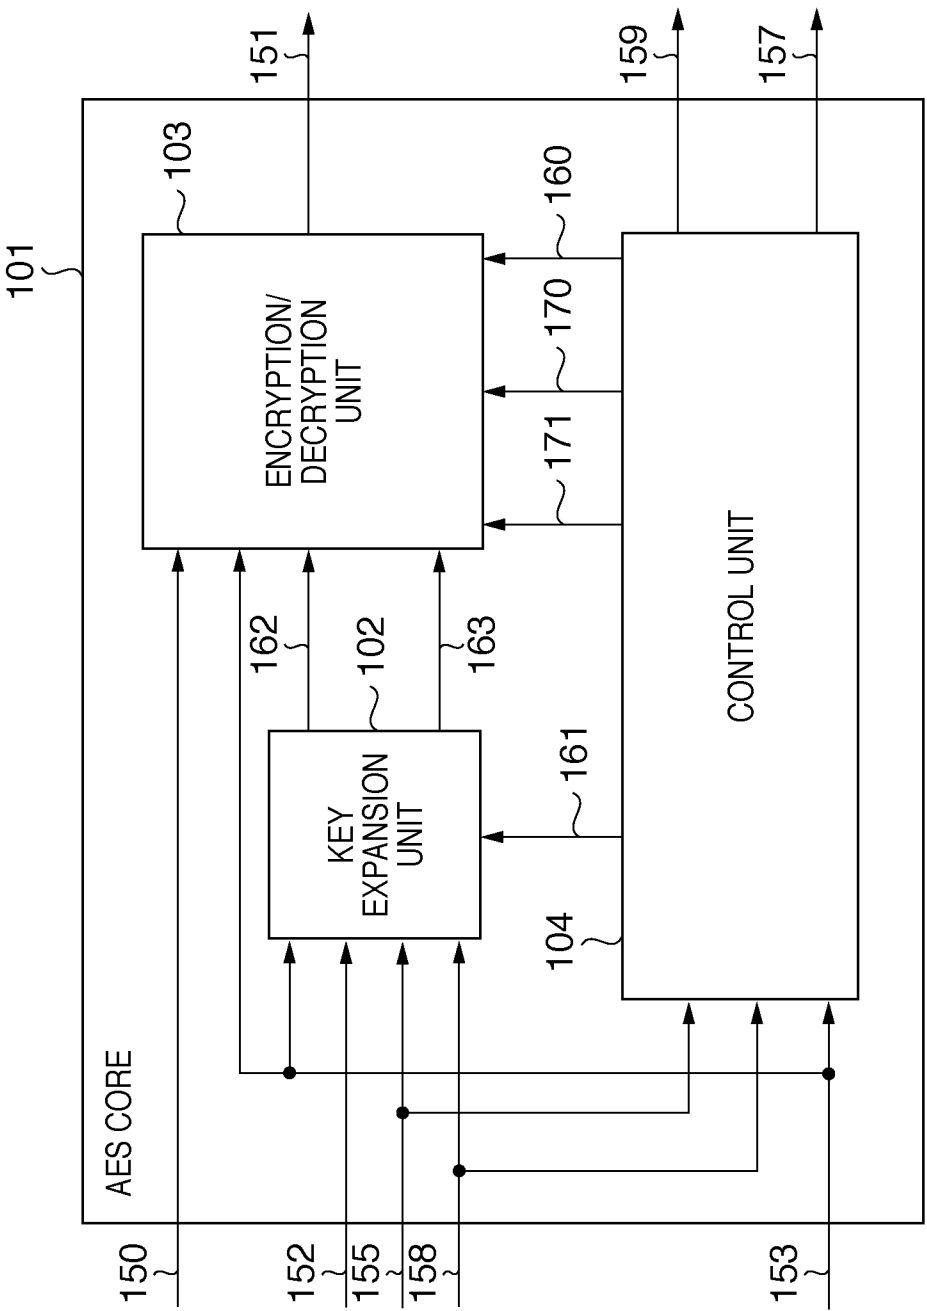 101
AES CORE
150
152
155
158
153
103
ENCRYPTION/
DECRYPTION
UNIT
151
162
163
102
KEY
EXPANSION
UNIT
161
171
170
160
104
CONTROL UNIT
159
157